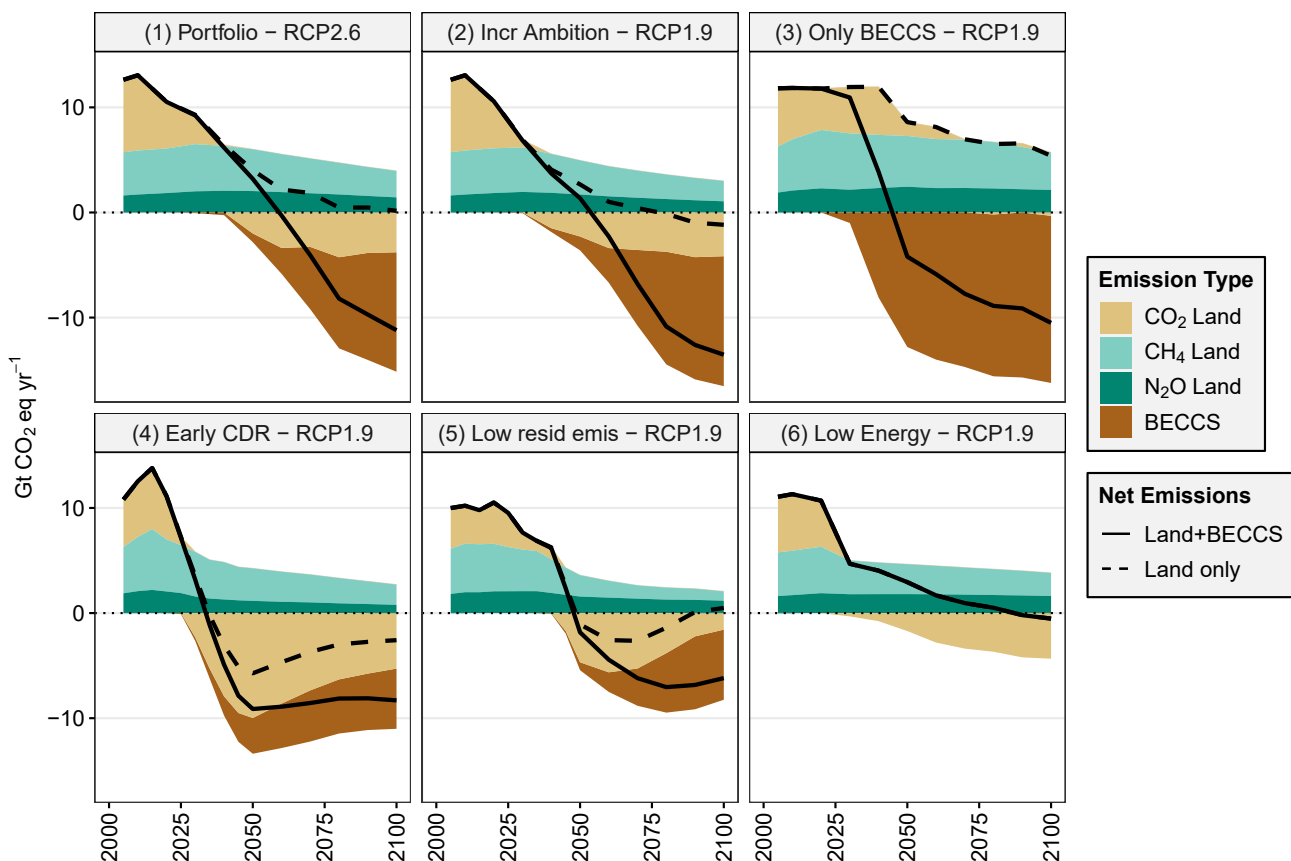 (1) Portfolio − RCP2.6
(2) Incr Ambition − RCP1.9
(3) Only BECCS − RCP1.9
10
0
−10
(4) Early CDR − RCP1.9
(5) Low resid emis − RCP1.9
(6) Low Energy − RCP1.9
10
0
−10
Gt CO₂ eq yr⁻¹
2000
2025
2050
2075
2100
2000
2025
2050
2075
2100
2000
2025
2050
2075
2100
Emission Type
CO₂ Land
CH₄ Land
N₂O Land
BECCS
Net Emissions
Land+BECCS
Land only